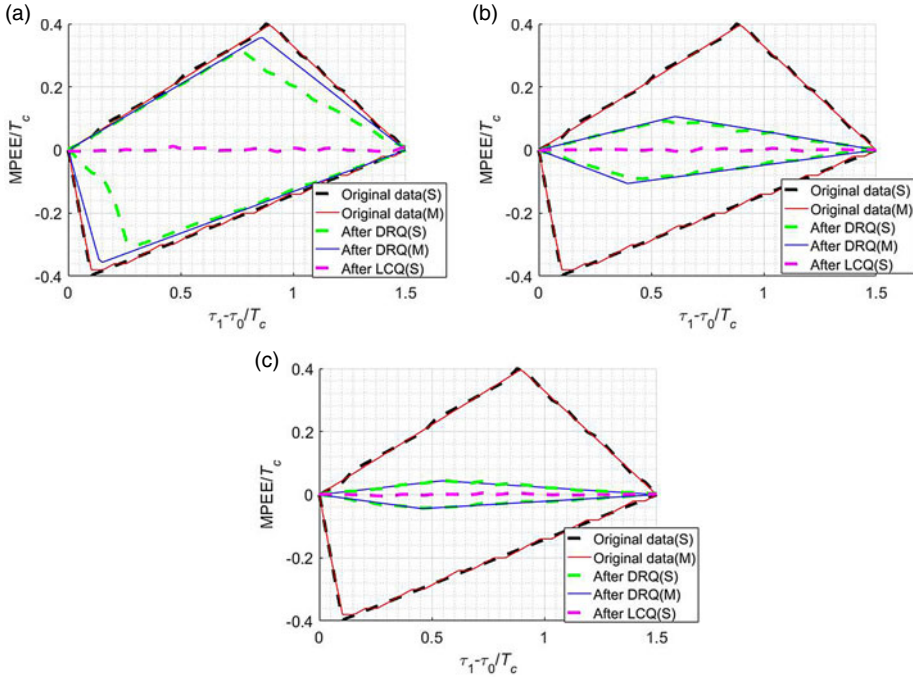 (a)
MPEE/Tc
0.4
0.2
0
-0.2
-0.4
0
0.5
1
1.5
τ1-τ0/Tc
Original data(S)
Original data(M)
After DRQ(S)
After DRQ(M)
After LCQ(S)
(b)
MPEE/Tc
0.4
0.2
0
-0.2
-0.4
0
0.5
1
1.5
τ1-τ0/Tc
Original data(S)
Original data(M)
After DRQ(S)
After DRQ(M)
After LCQ(S)
(c)
MPEE/Tc
0.4
0.2
0
-0.2
-0.4
0
0.5
1
1.5
τ1-τ0/Tc
Original data(S)
Original data(M)
After DRQ(S)
After DRQ(M)
After LCQ(S)